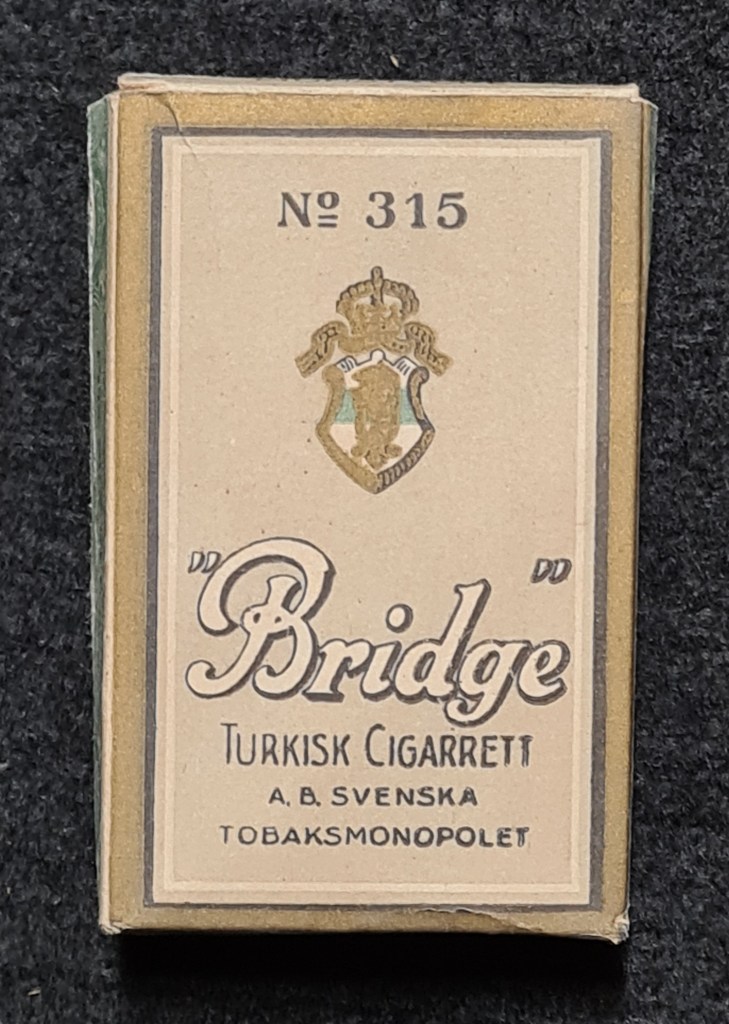 Nº 315
"Bridge"
TURKISK CIGARRETT
A. B. SVENSKA
TOBAKSMONOPOLET